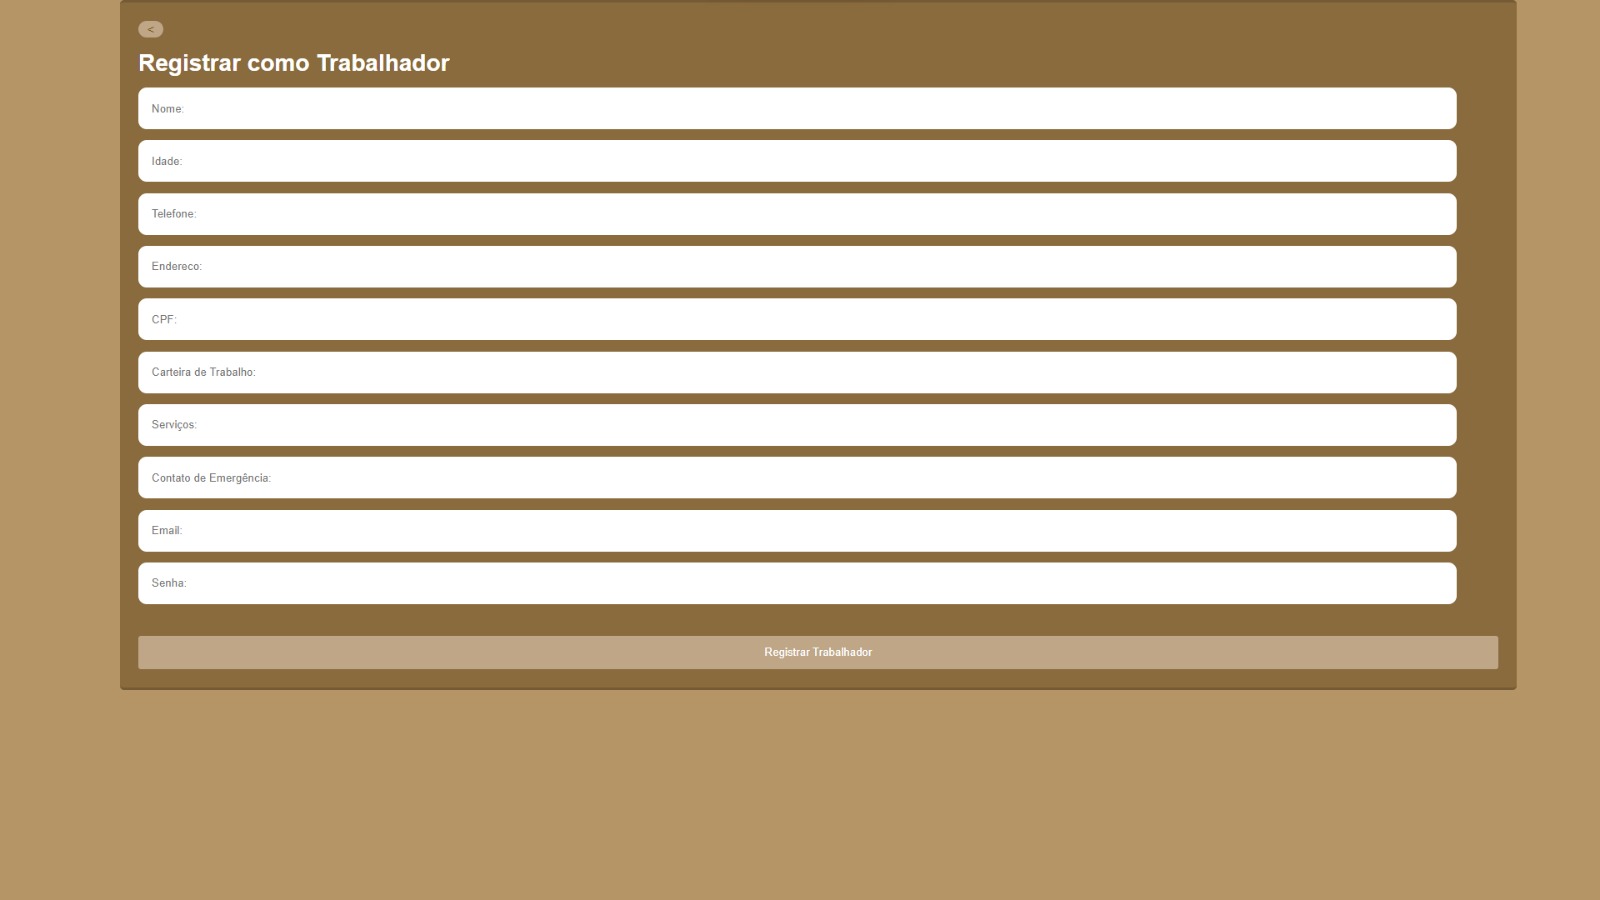 <
Registrar como Trabalhador
Nome:
Idade:
Telefone:
Endereco:
CPF:
Carteira de Trabalho:
Serviços:
Contato de Emergência:
Email:
Senha:
Registrar Trabalhador